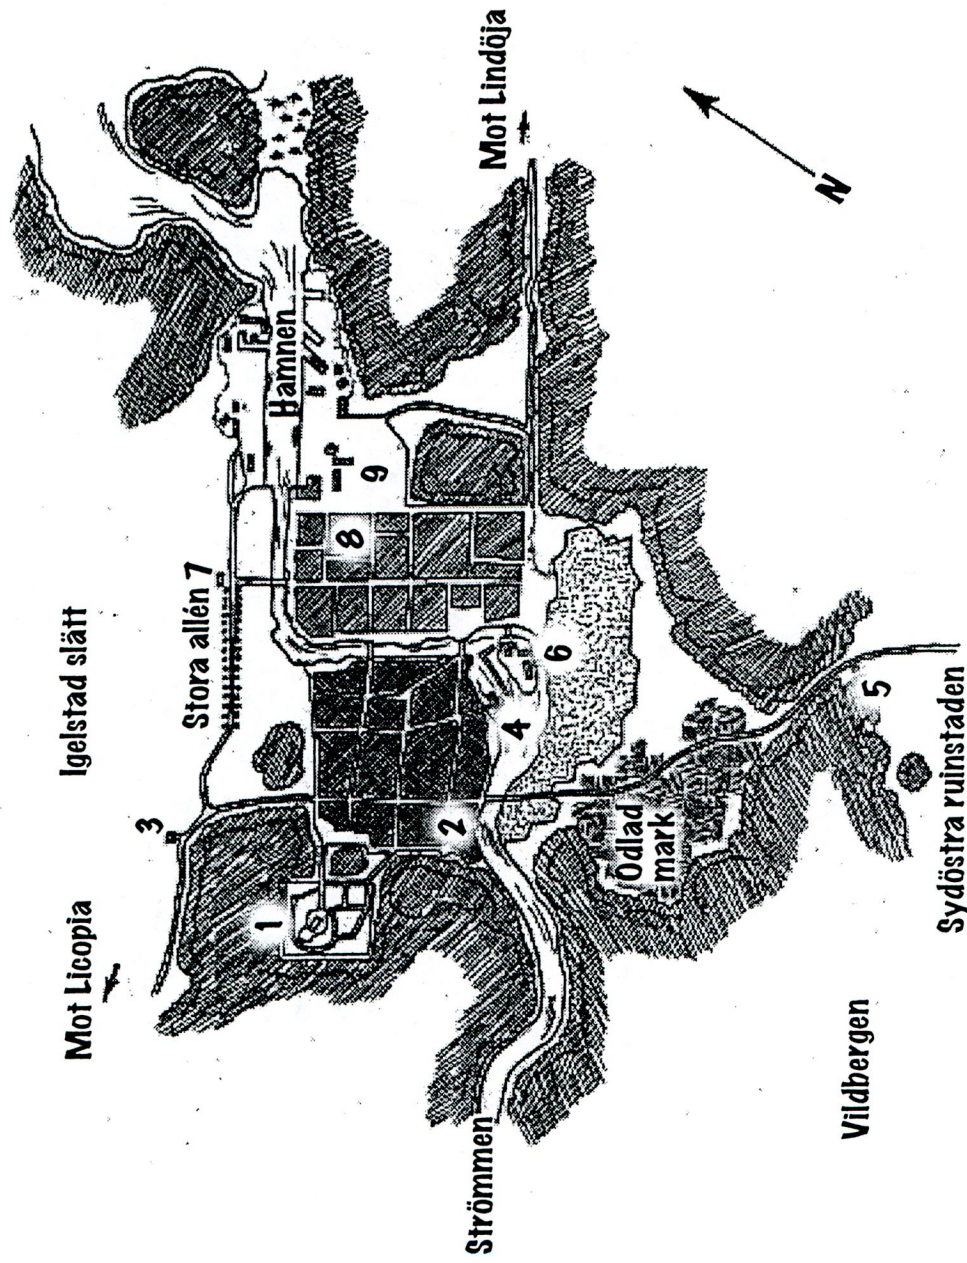 Mot Licopia
Igelstad slätt
3
Stora allén 7
1
Hamnen
8
9
2
Strömmen
Mot Lindöja
4
6
Odlad
mark
N
Vildbergen
5
Sydöstra ruinstaden